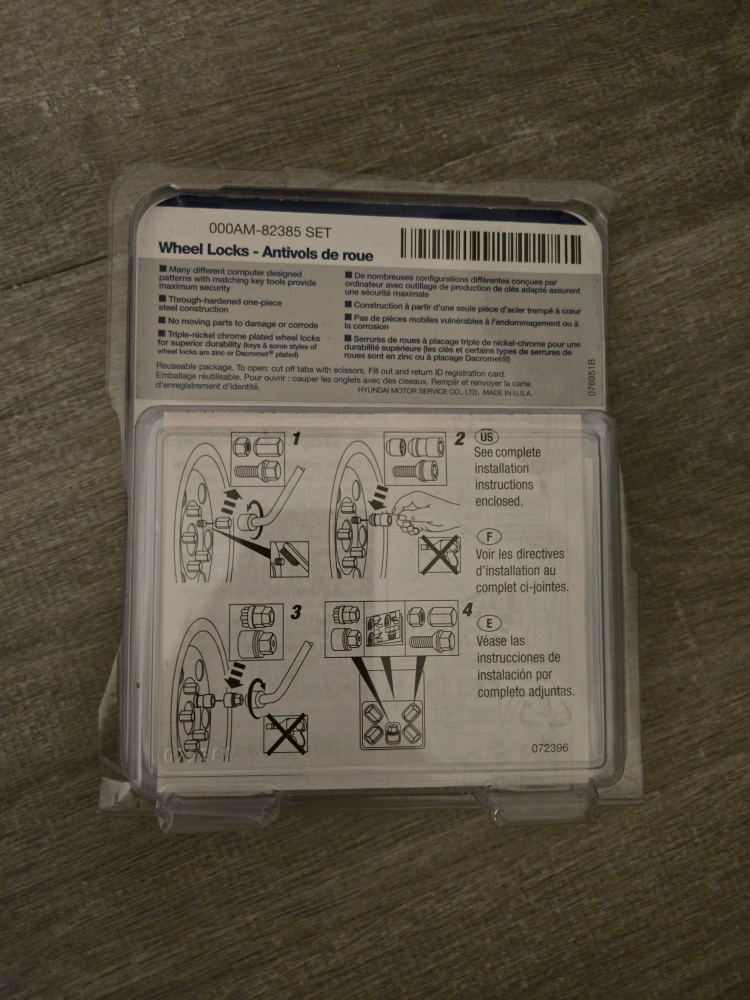 000AM-82385 SET
Wheel Locks - Antivols de roue
■ Many different computer designed
patterns with matching key tools provide
maximum security
■ Through-hardened one-piece
steel construction
■ No moving parts to damage or corrode
■ Triple-nickel chrome plated wheel locks
for superior durability (keys & some styles of
wheel locks are zinc or Dacromet® plated)
■ De nombreuses configurations différentes conçues par
ordinateur avec outillage de production de clés adapté assurent
une sécurité maximale
■ Construction à partir d'une seule pièce d'acier trempé à cœur
■ Pas de pièces mobiles vulnérables à l'endommagement ou à
la corrosion
■ Serrures de roues à placage triple de nickel-chrome pour une
durabilité supérieure (les clés et certains types de serrures de
roues sont en zinc ou à placage Dacromet®)
Reuseable package. To open: cut off tabs with scissors. Fill out and return ID registration card.
Emballage réutilisable. Pour ouvrir : couper les onglets avec des ciseaux. Remplir et renvoyer la carte
d'enregistrement d'identité.
HYUNDAI MOTOR SERVICE CO., LTD. MADE IN U.S.A.
076951B
1
2
US
See complete
installation
instructions
enclosed.
F
Voir les directives
d'installation au
complet ci-jointes.
3
4
E
Véase las
instrucciones de
instalación por
completo adjuntas.
072396